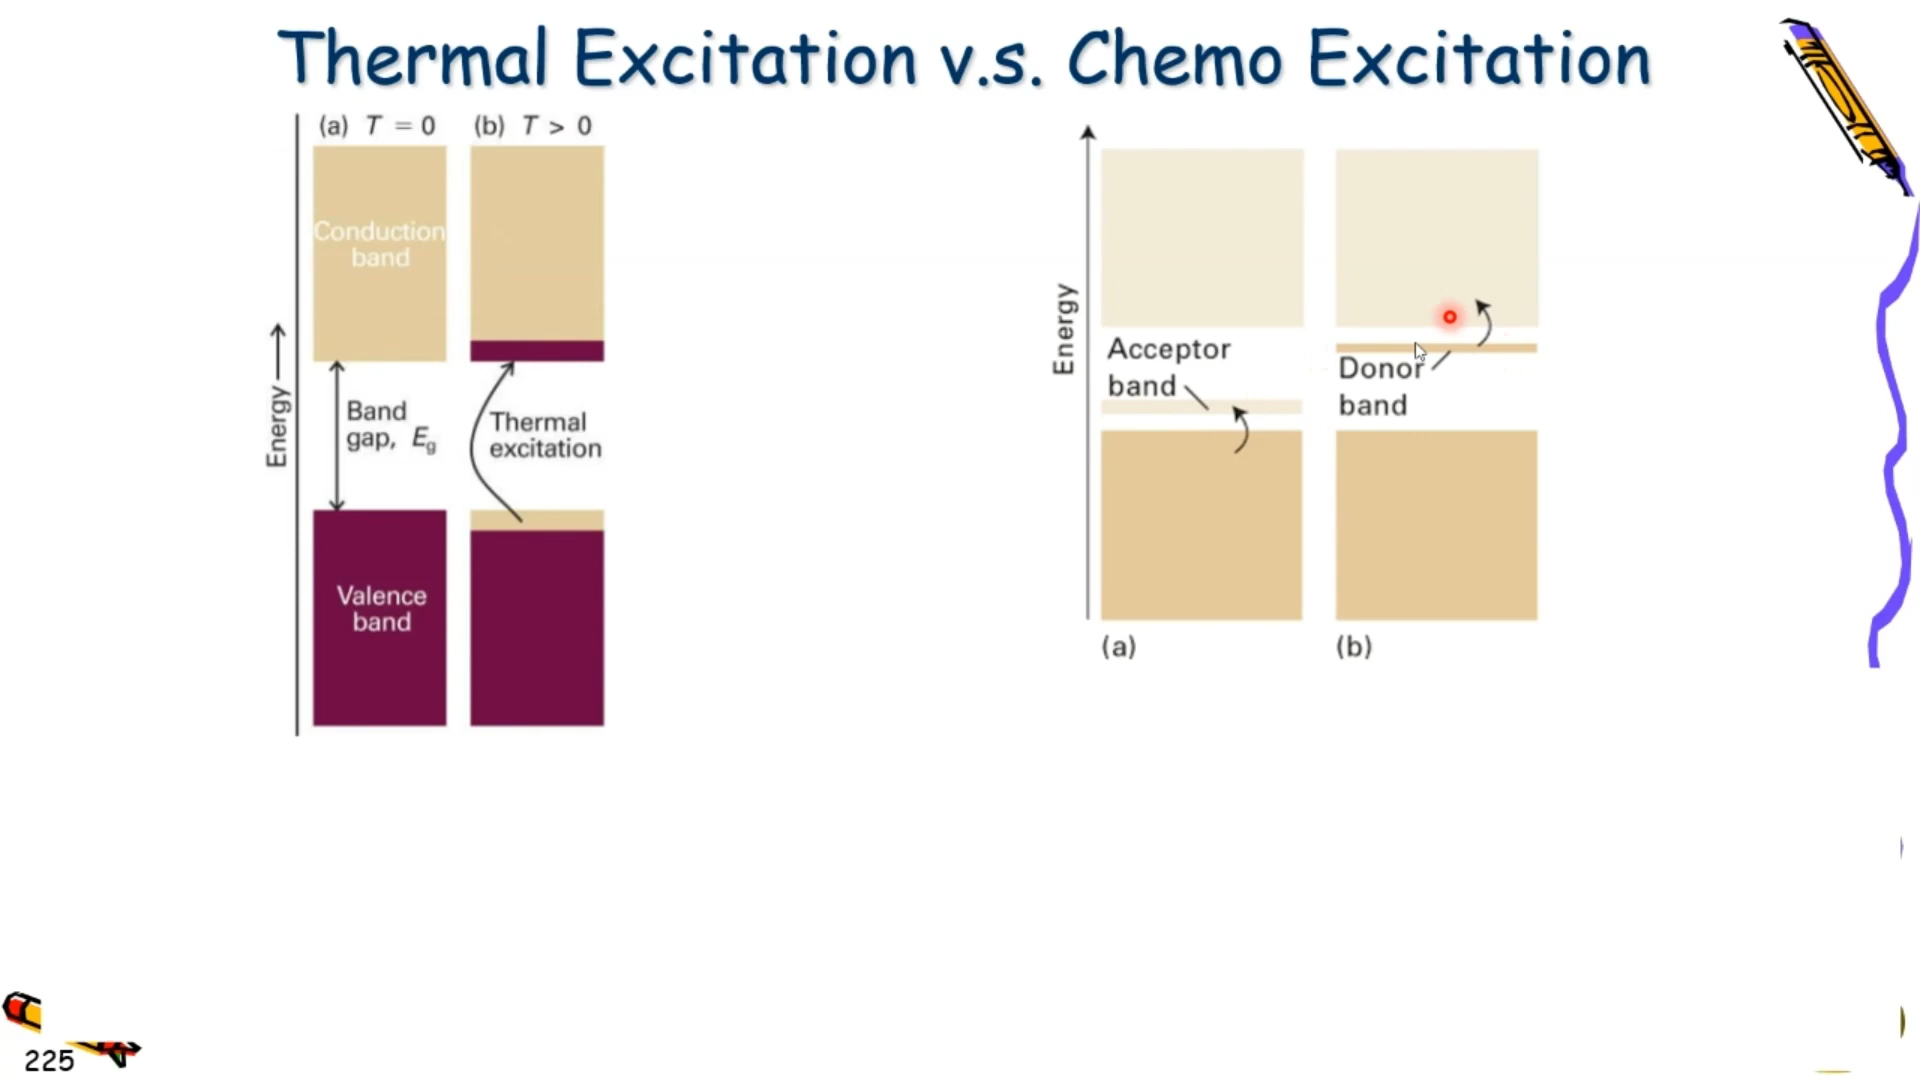 Thermal Excitation v.s. Chemo Excitation
(a) T = 0
(b) T > 0
Conduction
band
Energy
Band
gap, Eg
Thermal
excitation
Valence
band
Energy
Acceptor
band
Donor
band
(a)
(b)
225